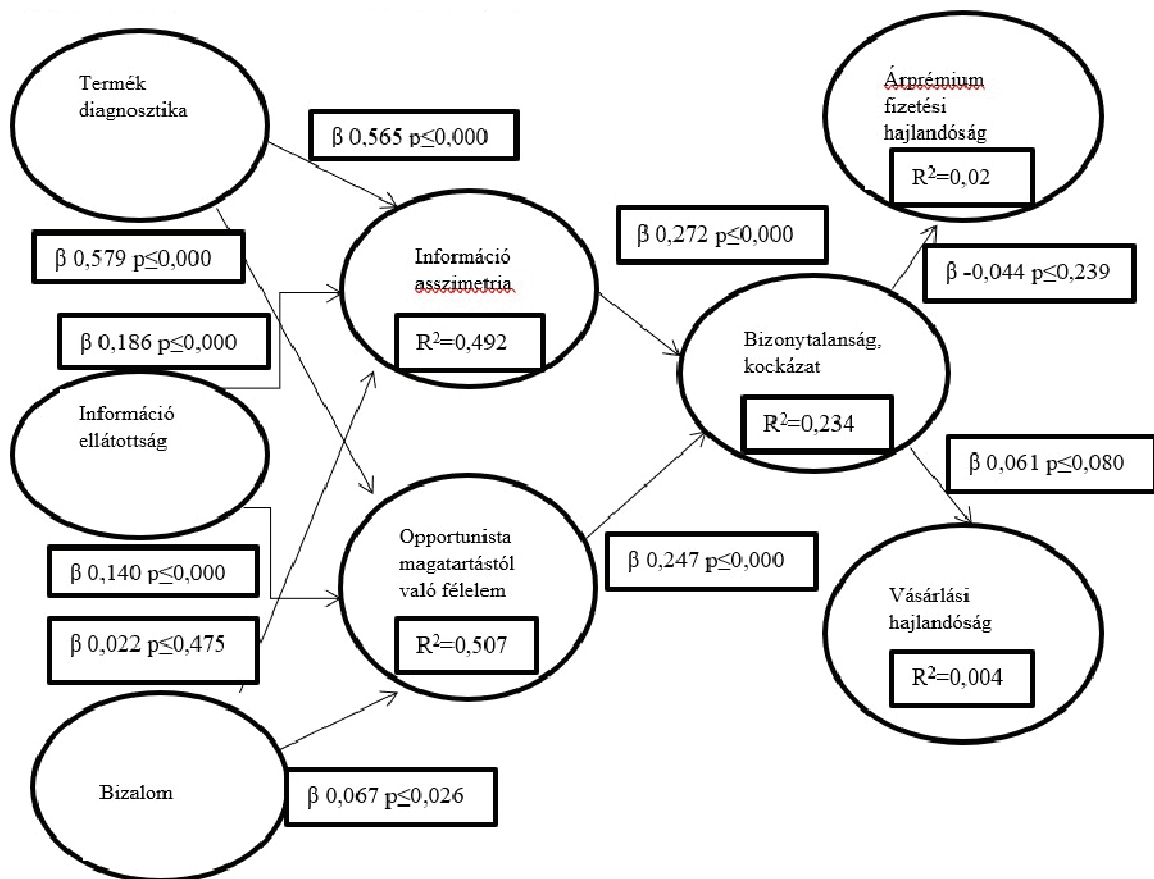 Termék
diagnosztika
β 0,565 p≤0,000
β 0,579 p≤0,000
Információ
asszimetria
R²=0,492
β 0,186 p≤0,000
Információ
ellátottság
β 0,140 p≤0,000
β 0,022 p≤0,475
Opportunista
magatartástól
való félelem
R²=0,507
Bizalom
β 0,067 p≤0,026
β 0,272 p≤0,000
β 0,247 p≤0,000
Bizonytalanság,
kockázat
R²=0,234
Árprémium
fizetési
hajlandóság
R²=0,02
β -0,044 p≤0,239
β 0,061 p≤0,080
Vásárlási
hajlandóság
R²=0,004